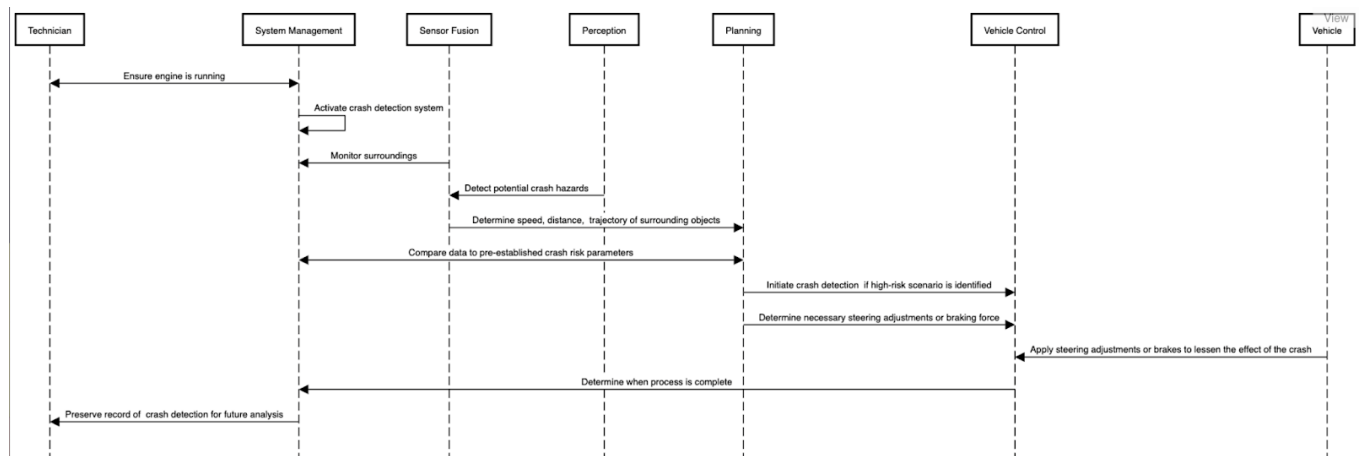 View
Technician
System Management
Sensor Fusion
Perception
Planning
Vehicle Control
Vehicle
Ensure engine is running
Activate crash detection system
Monitor surroundings
Detect potential crash hazards
Determine speed, distance, trajectory of surrounding objects
Compare data to pre-established crash risk parameters
Initiate crash detection if high-risk scenario is identified
Determine necessary steering adjustments or braking force
Apply steering adjustments or brakes to lessen the effect of the crash
Determine when process is complete
Preserve record of crash detection for future analysis